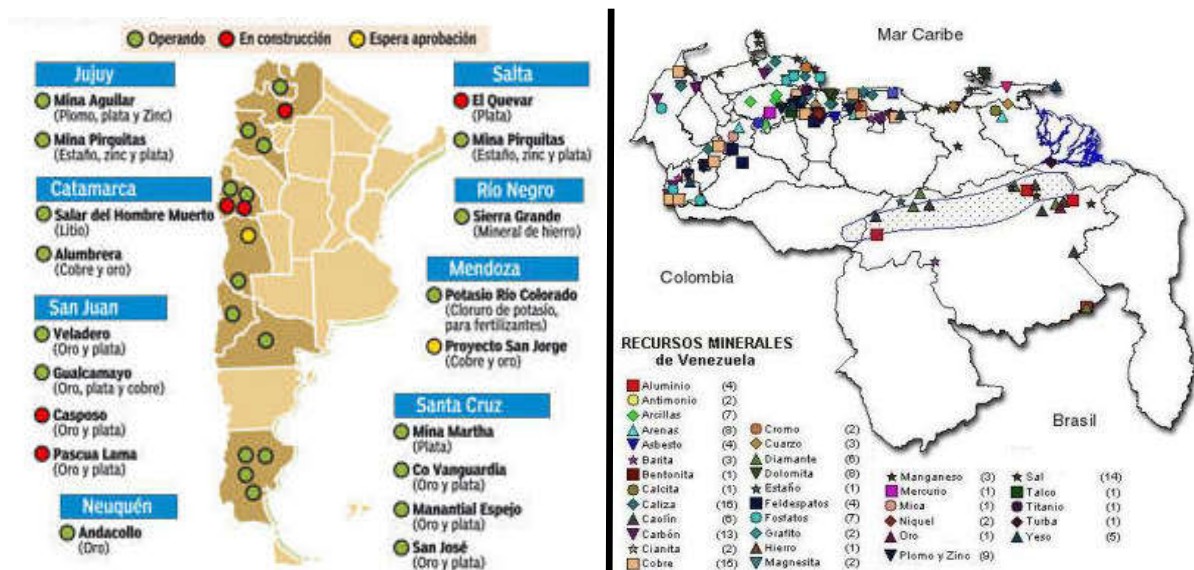 Operando
En construcción
Espera aprobación
Jujuy
Mina Aguilar
(Plomo, plata y Zinc)
Mina Pirquitas
(Estaño, zinc y plata)
Catamarca
Salar del Hombre Muerto
(Litio)
Alumbrera
(Cobre y oro)
San Juan
Veladero
(Oro y plata)
Gualcamayo
(Oro, plata y cobre)
Casposo
(Oro y plata)
Pascua Lama
(Oro y plata)
Neuquén
Andacollo
(Oro)
Salta
El Quevar
(Plata)
Mina Pirquitas
(Estaño, zinc y plata)
Río Negro
Sierra Grande
(Mineral de hierro)
Mendoza
Potasio Río Colorado
(Cloruro de potasio,
para fertilizantes)
Proyecto San Jorge
(Cobre y oro)
Santa Cruz
Mina Martha
(Plata)
Co Vanguardia
(Oro y plata)
Manantial Espejo
(Oro y plata)
San José
(Oro y plata)
Mar Caribe
Colombia
Brasil
RECURSOS MINERALES
de Venezuela
Aluminio (4)
Antimonio (2)
Arcillas (7)
Arenas (8)
Asbesto (4)
Barita (3)
Bentonita (1)
Calcita (1)
Caliza (16)
Caolin (6)
Carbón (13)
Cianita (2)
Cobre (15)
Cromo (2)
Cuarzo (3)
Diamante (6)
Dolomita (8)
Estaño (1)
Feldespatos (4)
Fosfatos (7)
Grafito (2)
Hierro (1)
Magnesita (2)
Manganeso (3)
Mercurio (1)
Mica (1)
Niquel (2)
Oro (1)
Plomo y Zinc (9)
Sal (14)
Talco (1)
Titanio (1)
Turba (1)
Yeso (5)